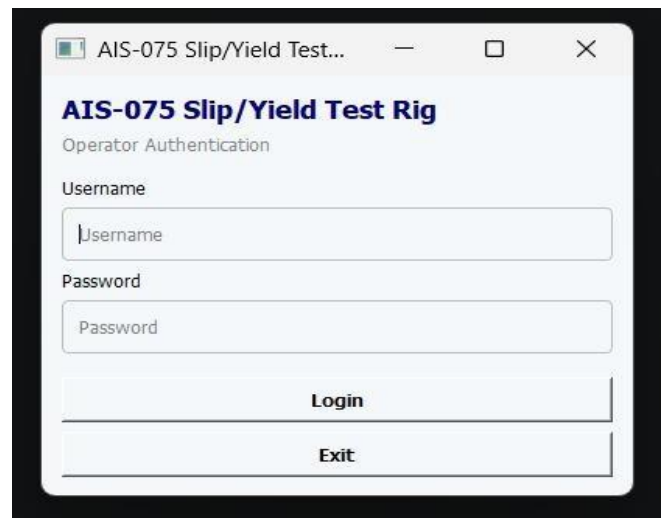 AIS-075 Slip/Yield Test...
AIS-075 Slip/Yield Test Rig
Operator Authentication
Username
Username
Password
Password
Login
Exit